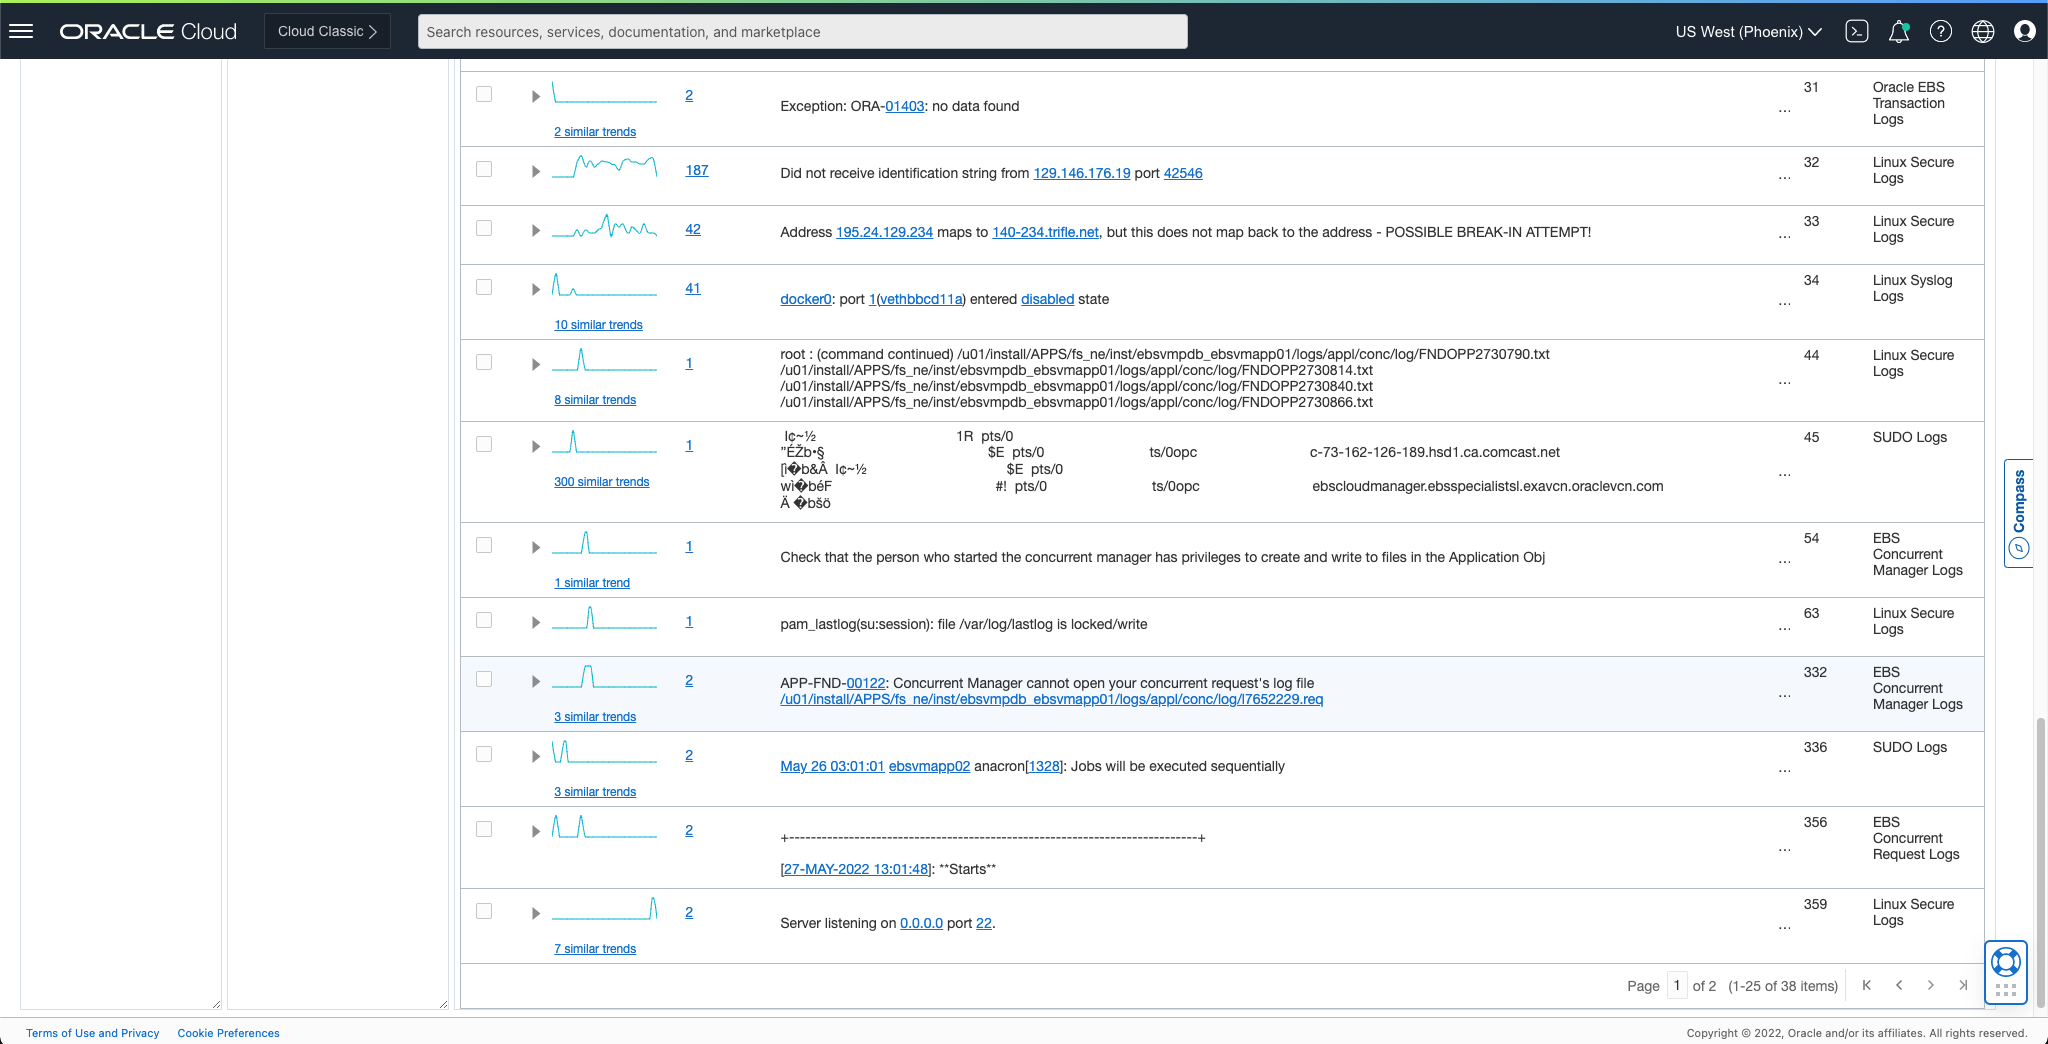 ORACLE Cloud
Cloud Classic
Search resources, services, documentation, and marketplace
US West (Phoenix)
2
Exception: ORA-01403: no data found
...
31
Oracle EBS
Transaction
Logs
2 similar trends
187
Did not receive identification string from 129.146.176.19 port 42546
...
32
Linux Secure
Logs
42
Address 195.24.129.234 maps to 140-234.trifle.net, but this does not map back to the address - POSSIBLE BREAK-IN ATTEMPT!
...
33
Linux Secure
Logs
41
docker0: port 1(vethbbcd11a) entered disabled state
...
34
Linux Syslog
Logs
10 similar trends
1
root : (command continued) /u01/install/APPS/fs_ne/inst/ebsvmpdb_ebsvmapp01/logs/appl/conc/log/FNDOPP2730790.txt
/u01/install/APPS/fs_ne/inst/ebsvmpdb_ebsvmapp01/logs/appl/conc/log/FNDOPP2730814.txt
/u01/install/APPS/fs_ne/inst/ebsvmpdb_ebsvmapp01/logs/appl/conc/log/FNDOPP2730840.txt
/u01/install/APPS/fs_ne/inst/ebsvmpdb_ebsvmapp01/logs/appl/conc/log/FNDOPP2730866.txt
...
44
Linux Secure
Logs
8 similar trends
1
I¢~½ 1R pts/0
"ÉŽb•§ $E pts/0 ts/0opc c-73-162-126-189.hsd1.ca.comcast.net
[ì�b&Â I¢~½ $E pts/0
wì�béF #! pts/0 ts/0opc ebscloudmanager.ebsspecialistsl.exavcn.oraclevcn.com
Ä �bšö
...
45
SUDO Logs
300 similar trends
1
Check that the person who started the concurrent manager has privileges to create and write to files in the Application Obj
...
54
EBS
Concurrent
Manager Logs
1 similar trend
1
pam_lastlog(su:session): file /var/log/lastlog is locked/write
...
63
Linux Secure
Logs
2
APP-FND-00122: Concurrent Manager cannot open your concurrent request's log file
/u01/install/APPS/fs_ne/inst/ebsvmpdb_ebsvmapp01/logs/appl/conc/log/l7652229.req
...
332
EBS
Concurrent
Manager Logs
3 similar trends
2
May 26 03:01:01 ebsvmapp02 anacron[1328]: Jobs will be executed sequentially
...
336
SUDO Logs
3 similar trends
2
+---------------------------------------------------------------------------+
[27-MAY-2022 13:01:48]: **Starts**
...
356
EBS
Concurrent
Request Logs
2
Server listening on 0.0.0.0 port 22.
...
359
Linux Secure
Logs
7 similar trends
Compass
Page 1 of 2 (1-25 of 38 items)
Terms of Use and Privacy
Cookie Preferences
Copyright © 2022, Oracle and/or its affiliates. All rights reserved.